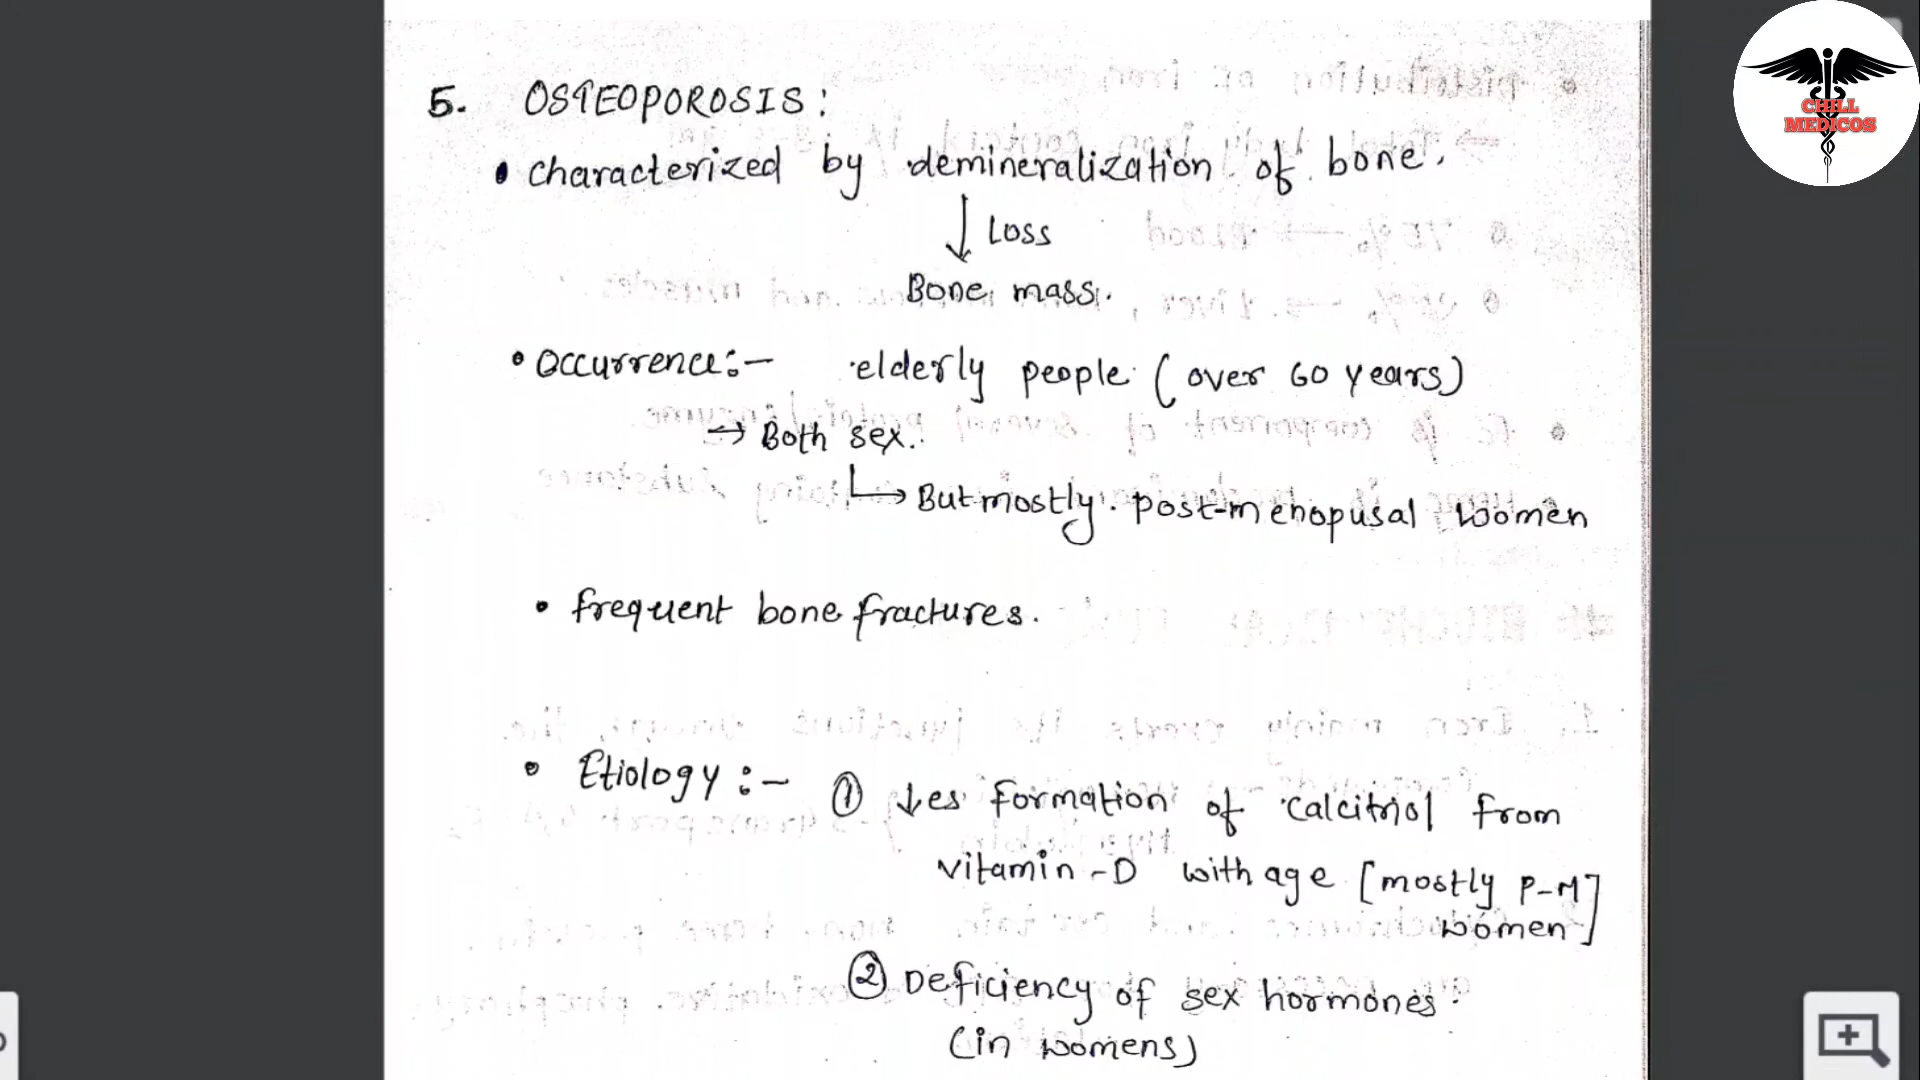 5. OSTEOPOROSIS:
• Characterized by demineralization of bone.
↓ Loss
Bone mass.
• Occurrence:- elderly people (over 60 years)
→ Both sex.
↳ But mostly post-menopusal women
• frequent bone fractures.
• Etiology:- ① ↓es formation of calcitriol from
vitamin-D with age [mostly P-M
women]
② Deficiency of sex hormones.
(in womens)
CHILL
MEDICOS